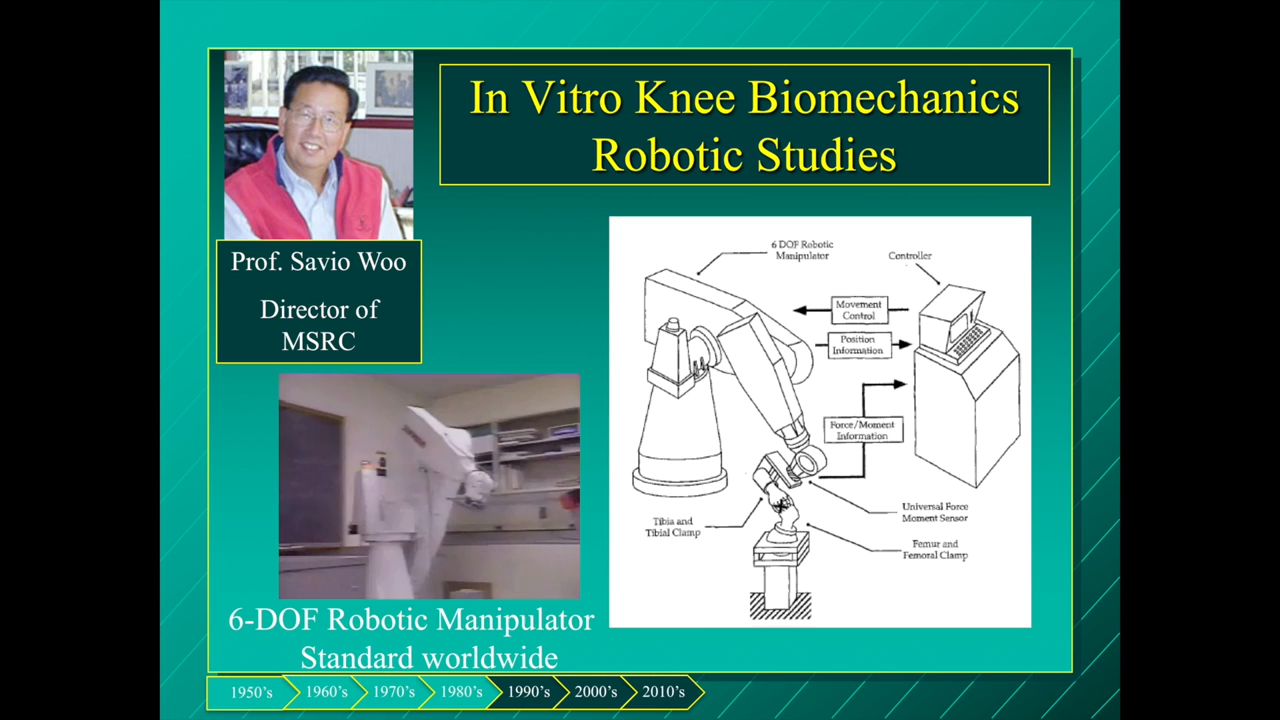 In Vitro Knee Biomechanics
Robotic Studies
Prof. Savio Woo
Director of
MSRC
6 DOF Robotic
Manipulator
Controller
Movement
Control
Position
Information
Force/Moment
Information
Universal Force
Moment Sensor
Tibia and
Tibial Clamp
Femur and
Femoral Clamp
6-DOF Robotic Manipulator
Standard worldwide
1950's
1960's
1970's
1980's
1990's
2000's
2010's